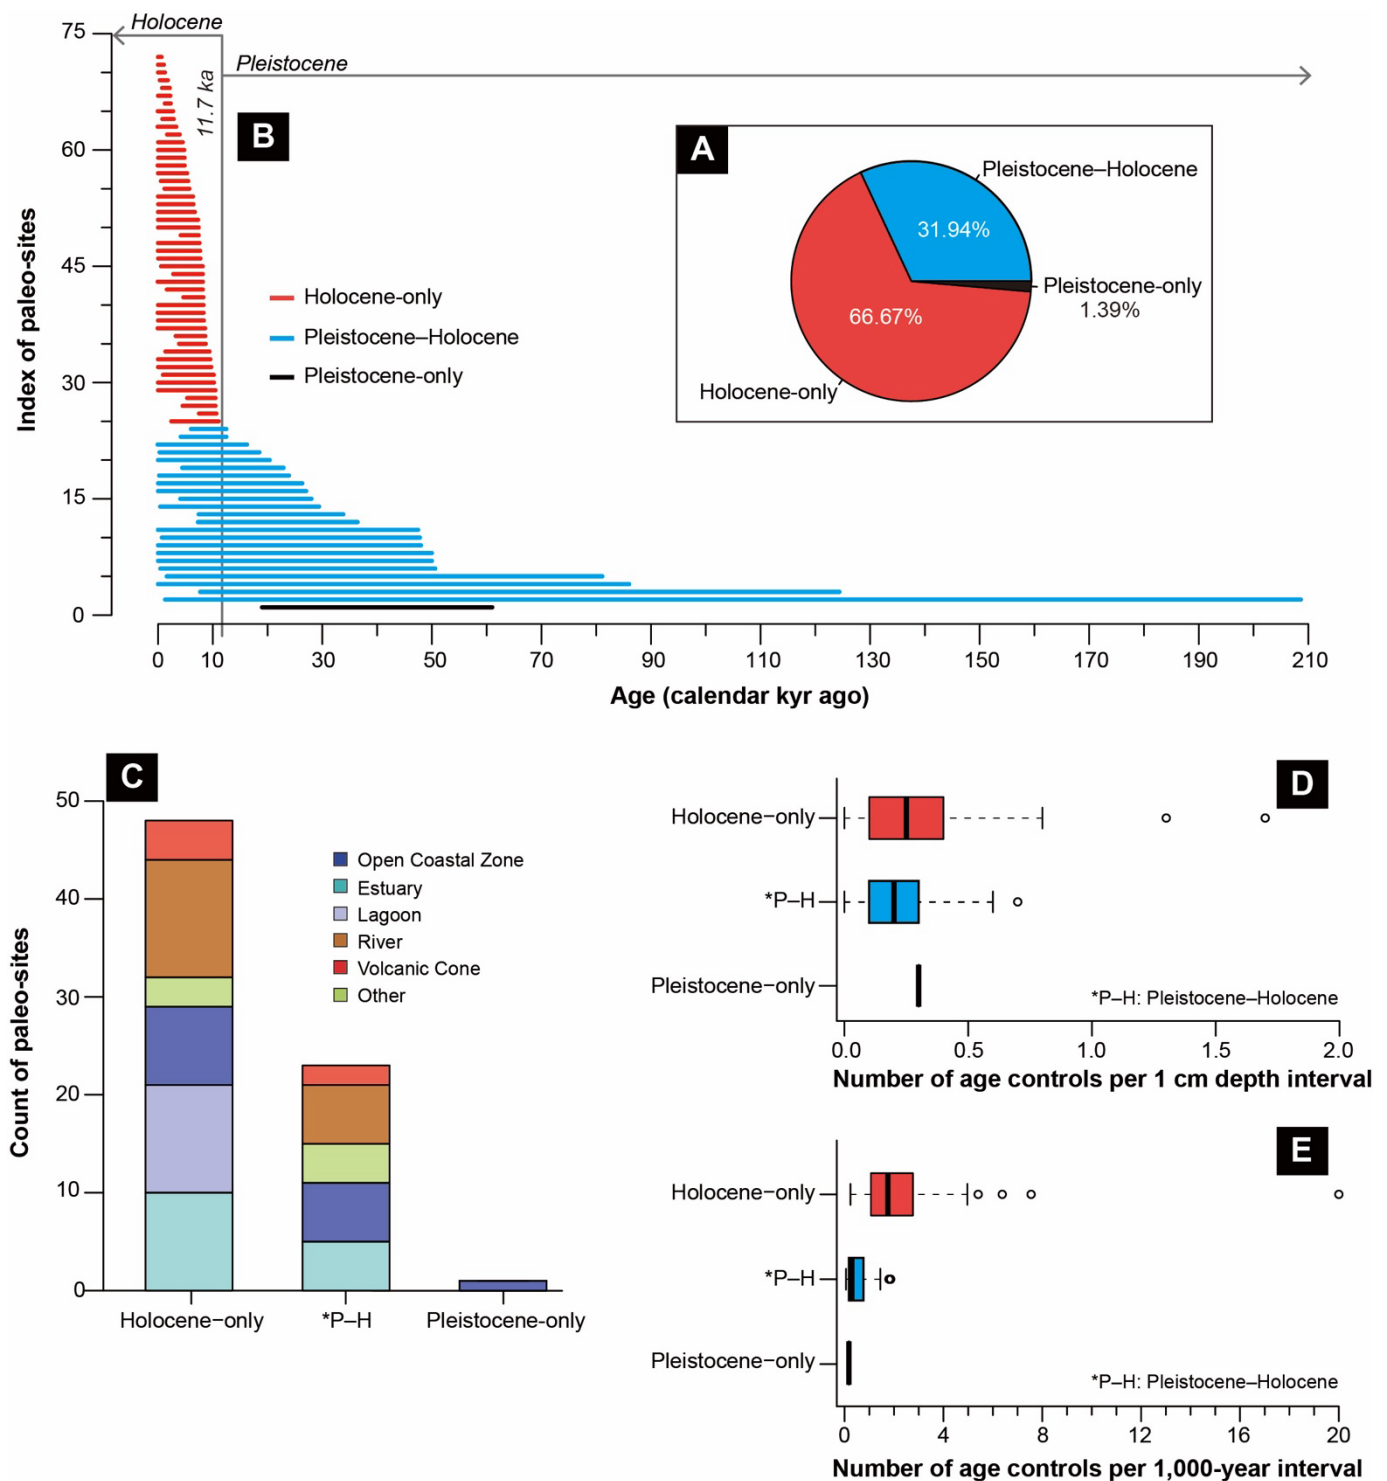 Holocene
Pleistocene
11.7 ka
B
A
Pleistocene–Holocene
31.94%
Pleistocene-only
1.39%
66.67%
Holocene-only
Holocene-only
Pleistocene–Holocene
Pleistocene-only
Index of paleo-sites
75
60
45
30
15
0
0 10 30 50 70 90 110 130 150 170 190 210
Age (calendar kyr ago)
C
Count of paleo-sites
50
40
30
20
10
0
Open Coastal Zone
Estuary
Lagoon
River
Volcanic Cone
Other
Holocene−only *P–H Pleistocene-only
D
Holocene−only
*P–H
Pleistocene−only
*P–H: Pleistocene–Holocene
0.0 0.5 1.0 1.5 2.0
Number of age controls per 1 cm depth interval
E
Holocene−only
*P–H
Pleistocene−only
*P–H: Pleistocene–Holocene
0 4 8 12 16 20
Number of age controls per 1,000-year interval